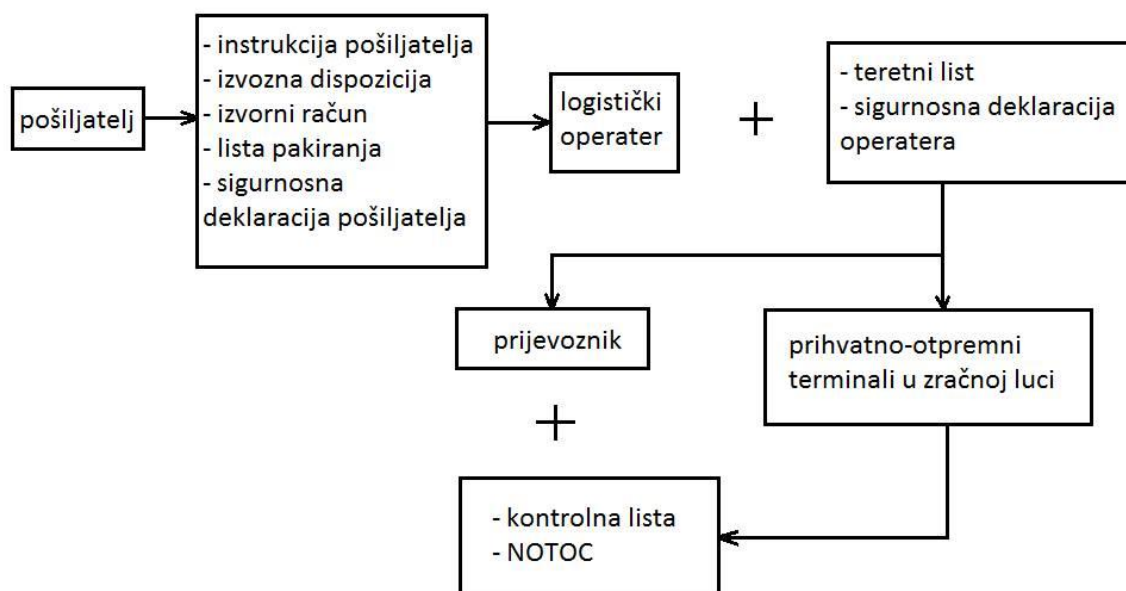 pošiljatelj
- instrukcija pošiljatelja
- izvozna dispozicija
- izvorni račun
- lista pakiranja
- sigurnosna
deklaracija pošiljatelja
logistički
operater
+
- teretni list
- sigurnosna deklaracija
operatera
prijevoznik
prihvatno-otpremni
terminali u zračnoj luci
+
- kontrolna lista
- NOTOC